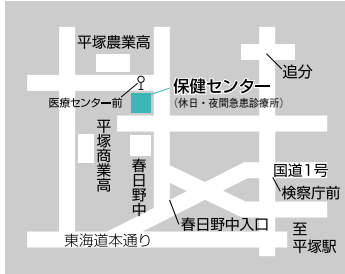 平塚農業高
追分
保健センター
（休日・夜間急患診療所）
医療センター前
平塚商業高
春日野中
国道1号
検察庁前
春日野中入口
至平塚駅
東海道本通り